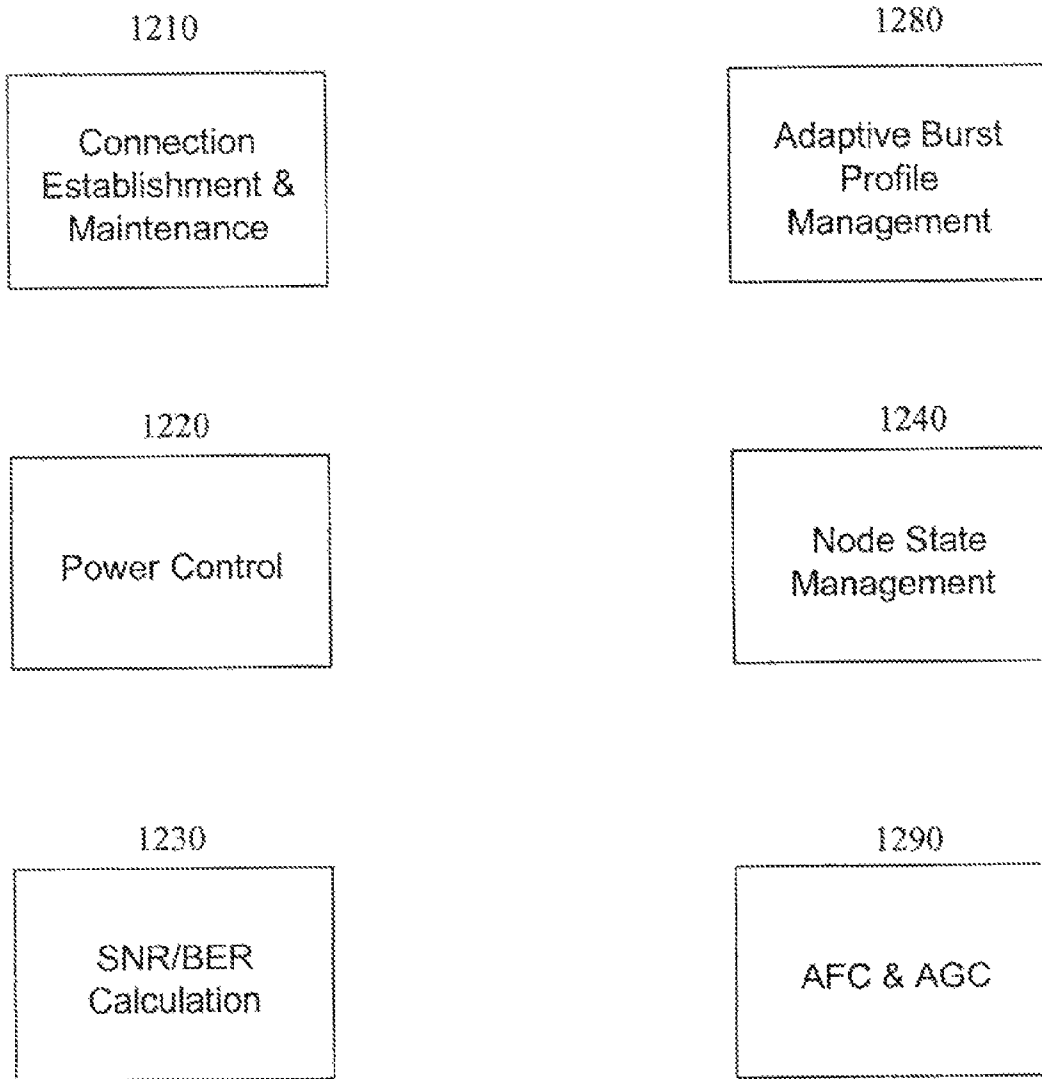 1210
Connection
Establishment &
Maintenance
1280
Adaptive Burst
Profile
Management
1220
Power Control
1240
Node State
Management
1230
SNR/BER
Calculation
1290
AFC & AGC